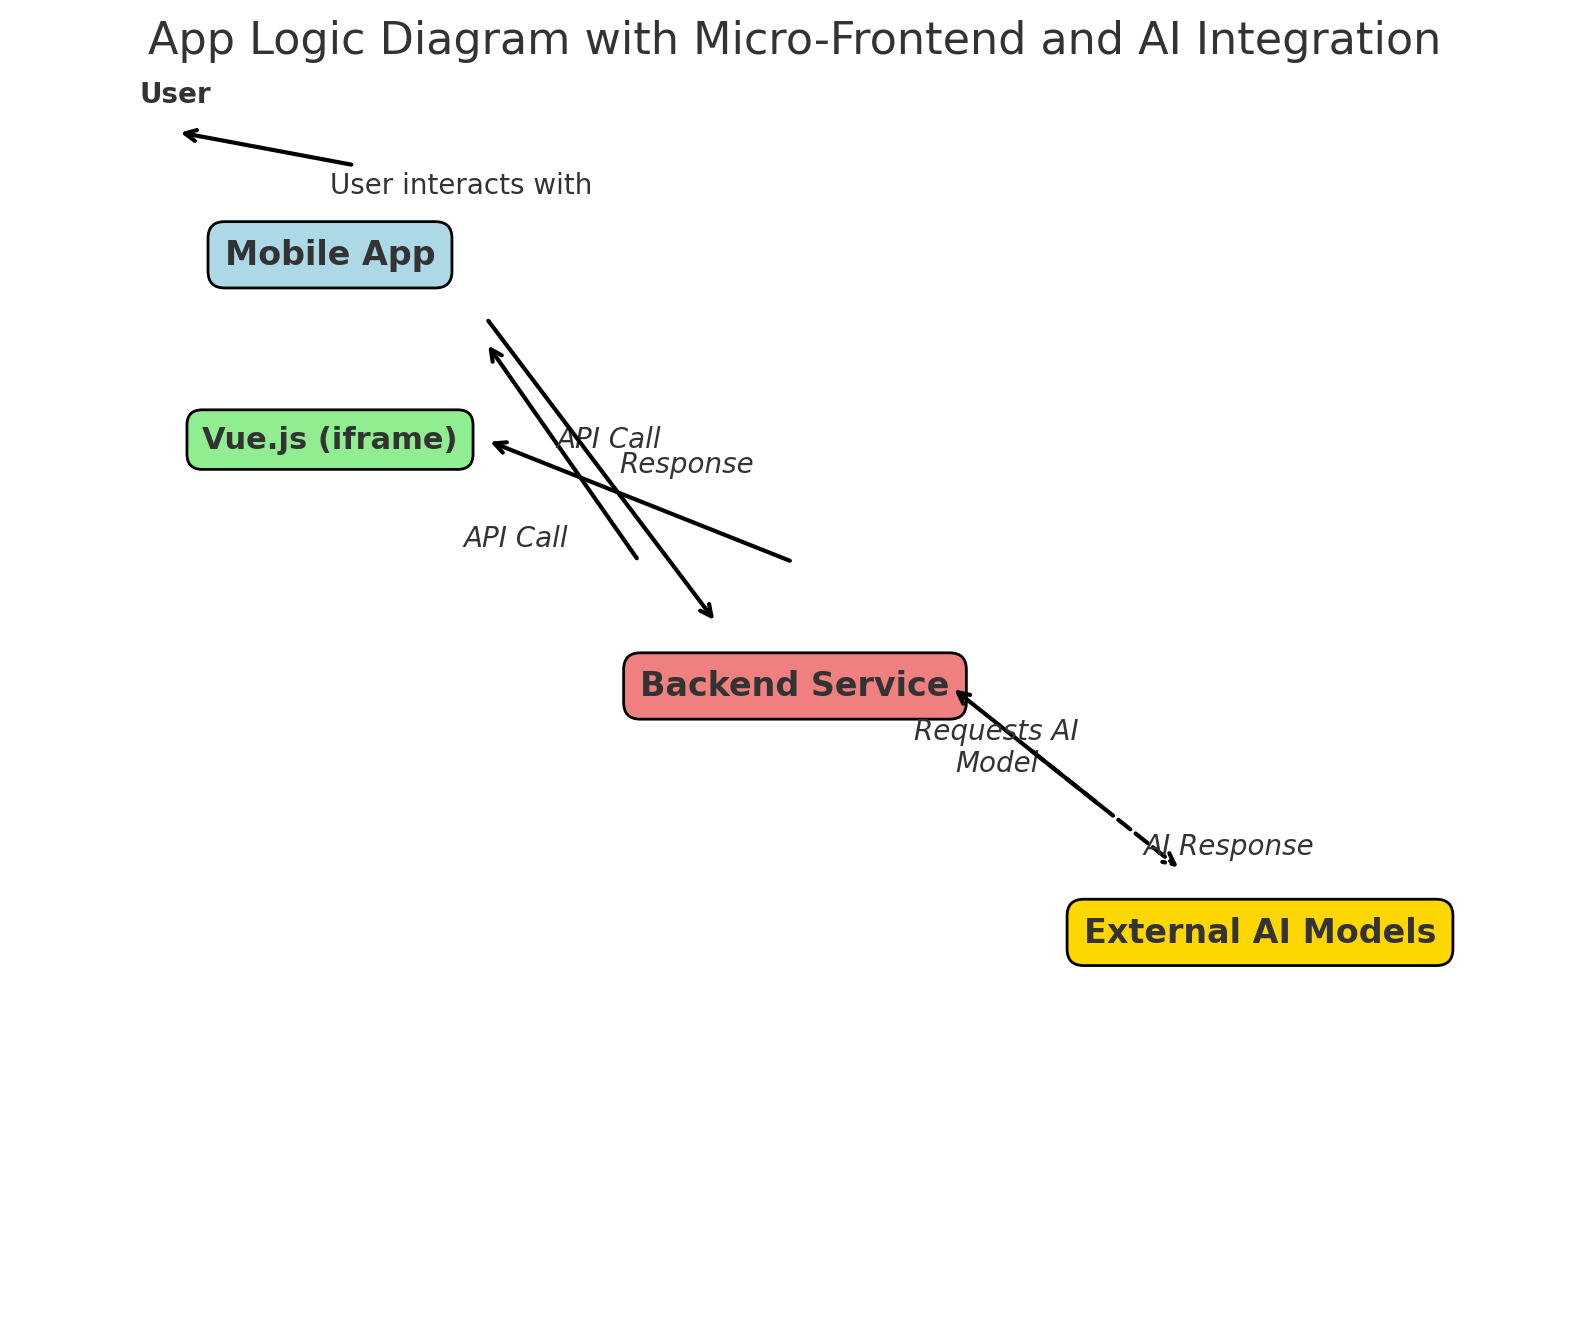 App Logic Diagram with Micro-Frontend and AI Integration
User
User interacts with
Mobile App
Vue.js (iframe)
API Call
Response
API Call
Backend Service
Requests AI
Model
AI Response
External AI Models